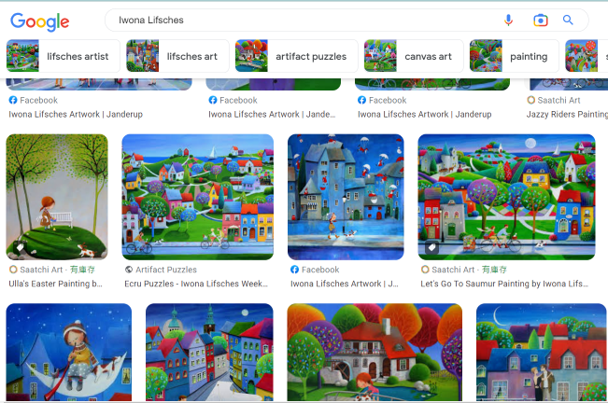 Google
Iwona Lifsches
lifsches artist
lifsches art
artifact puzzles
canvas art
painting
s
Facebook
Facebook
Facebook
Saatchi Art
Iwona Lifsches Artwork | Janderup
Iwona Lifsches Artwork | Jande...
Iwona Lifsches Artwork | Janderup
Jazzy Riders Painting
Saatchi Art · 有庫存
Artifact Puzzles
Facebook
Saatchi Art · 有庫存
Ulla's Easter Painting b...
Ecru Puzzles - Iwona Lifsches Week...
Iwona Lifsches Artwork | J...
Let's Go To Saumur Painting by Iwona Lifs...